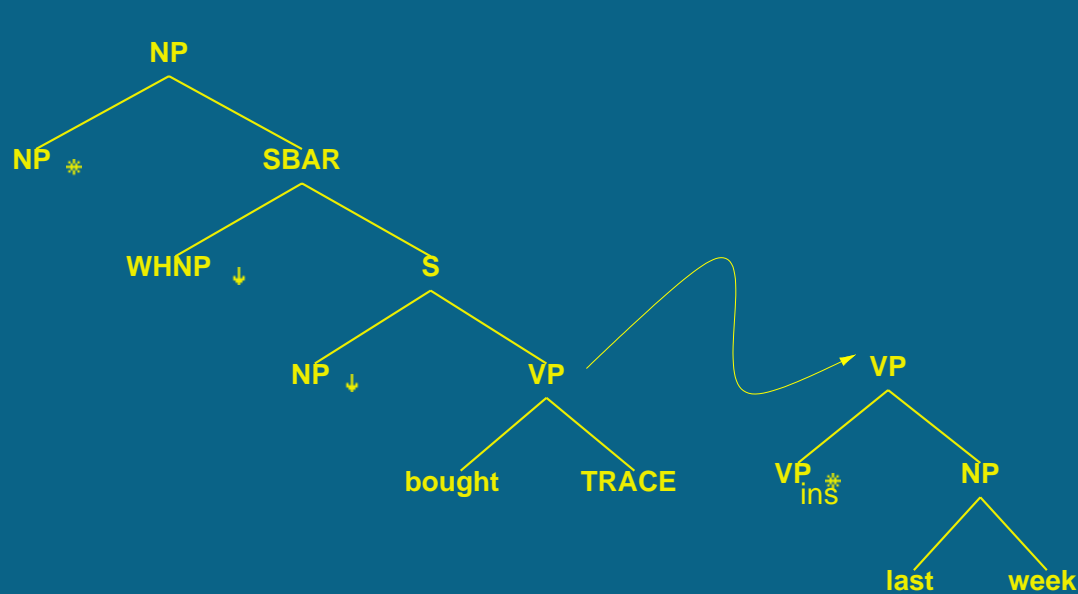 NP
NP * SBAR
WHNP ↓ S
NP ↓ VP VP
bought TRACE VP * NP
ins
last week